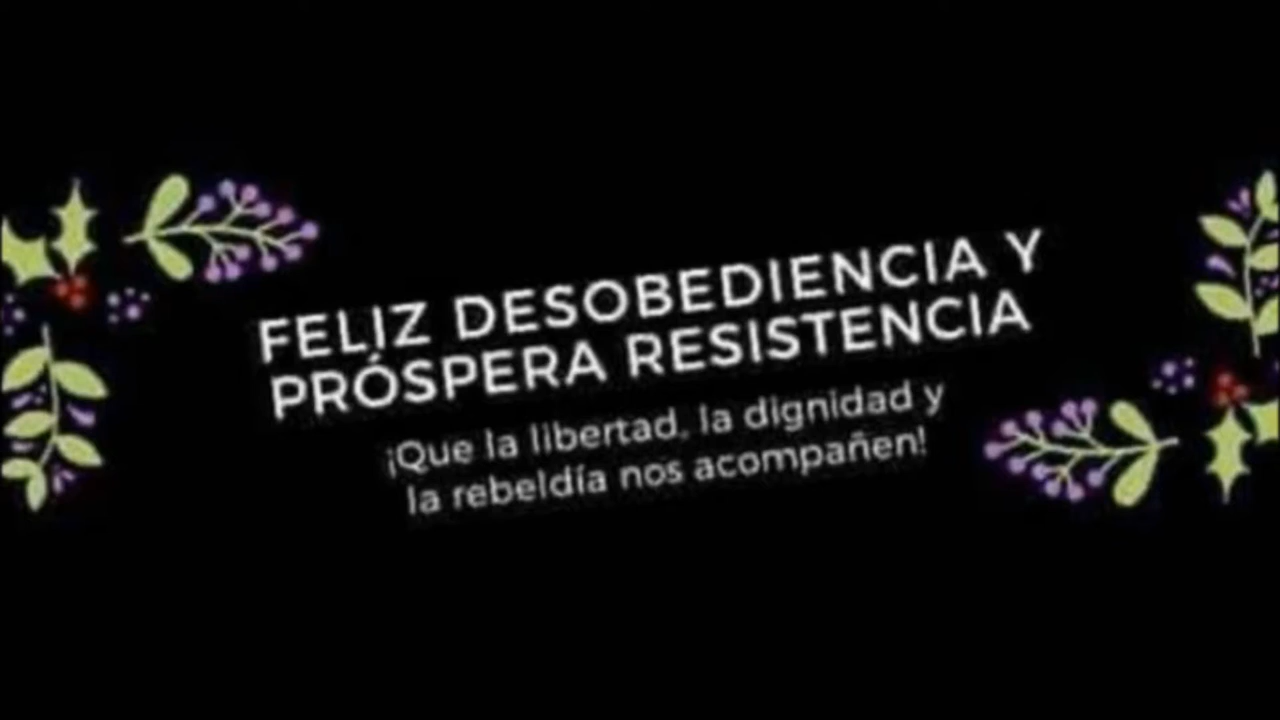 FELIZ DESOBEDIENCIA Y
PRÓSPERA RESISTENCIA
¡Que la libertad, la dignidad y
la rebeldía nos acompañen!